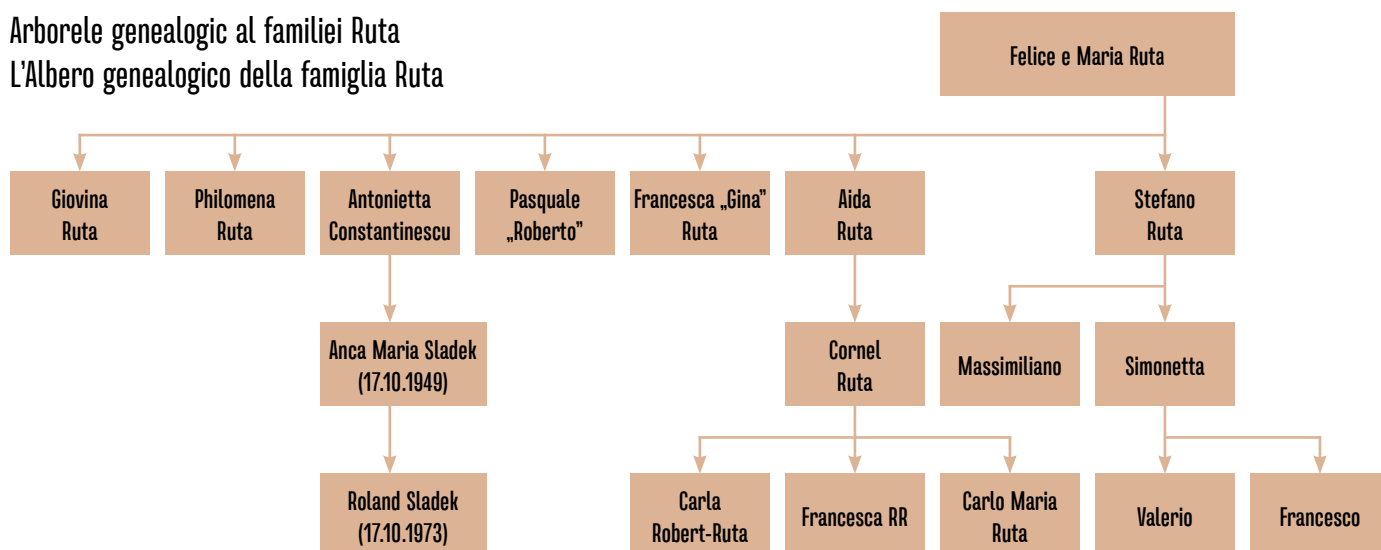 Arborele genealogic al familiei Ruta
L'Albero genealogico della famiglia Ruta
Felice e Maria Ruta
Giovina
Ruta
Philomena
Ruta
Antonietta
Constantinescu
Pasquale
„Roberto”
Francesca „Gina”
Ruta
Aida
Ruta
Stefano
Ruta
Anca Maria Sladek
(17.10.1949)
Cornel
Ruta
Massimiliano
Simonetta
Roland Sladek
(17.10.1973)
Carla
Robert-Ruta
Francesca RR
Carlo Maria
Ruta
Valerio
Francesco